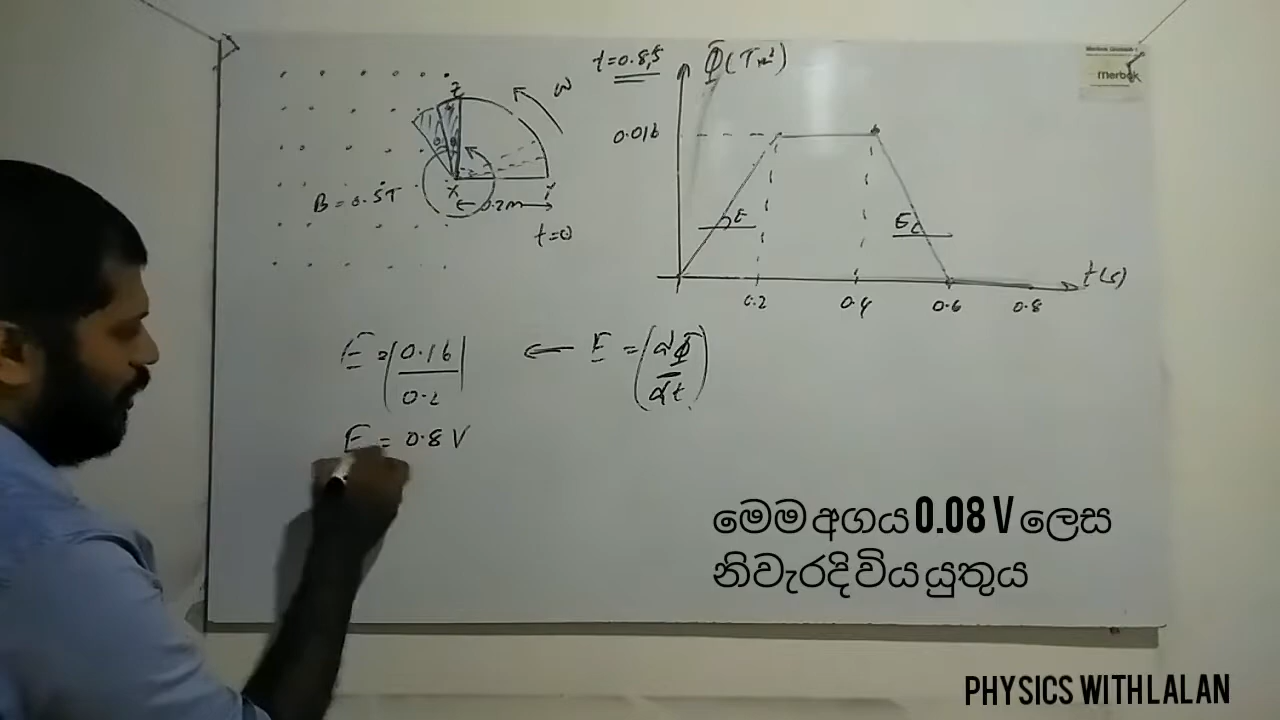 t=0.8s
Φ(Tm²)
Z
ω
0.016
B = 0.5T
X
Y
0.2m
t=0
E
E
t(s)
0.2
0.4
0.6
0.8
E = |0.16
0.2|
← E = (dΦ
dt)
E = 0.8 V
මෙම අගය 0.08 V ලෙස
නිවැරදි විය යුතුය
PHYSICS WITH LALAN